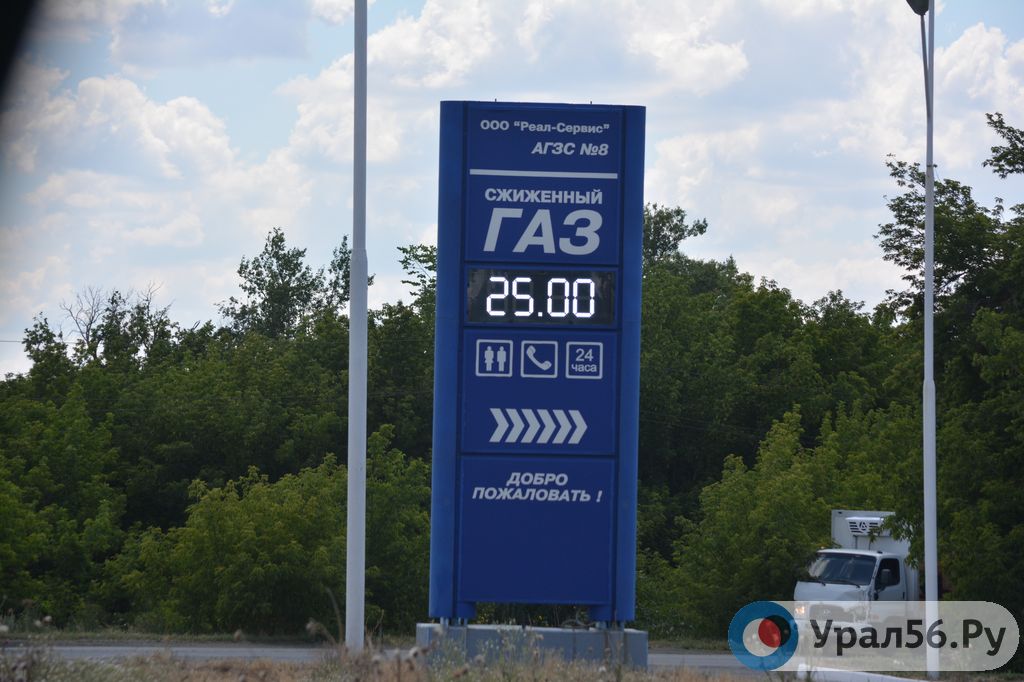 ООО "Реал-Сервис"
АГЗС №8
СЖИЖЕННЫЙ
ГАЗ
25.00
24
часа
ДОБРО
ПОЖАЛОВАТЬ !
Урал56.Ру